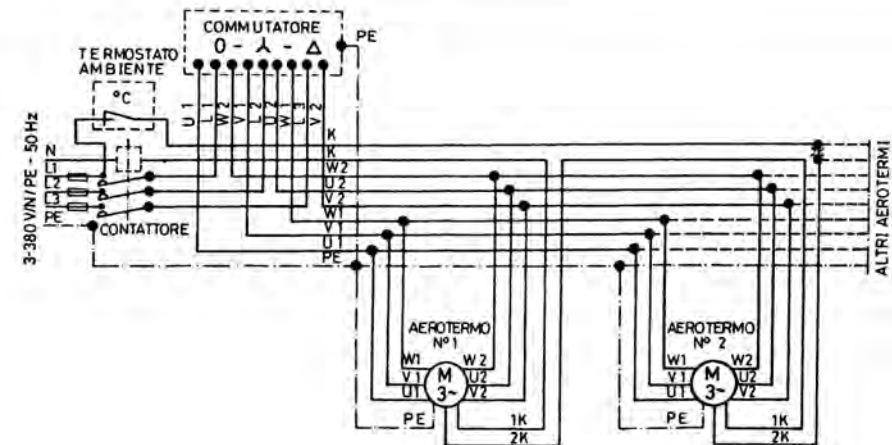 COMMUTATORE
0 - ⅄ - Δ
PE
TERMOSTATO
AMBIENTE
°C
U1
L1
W2
V1
L2
U2
W1
L3
V2
3-380 V/N/PE - 50 Hz
N
L1
L2
L3
PE
CONTATTORE
K
K
W2
U2
V2
W1
V1
U1
PE
ALTRI AEROTERMI
AEROTERMO
N° 1
W1 W2
V1 U2
U1 V2
M
3~
PE
1K
2K
AEROTERMO
N° 2
W1 W2
V1 U2
U1 V2
M
3~
PE
1K
2K